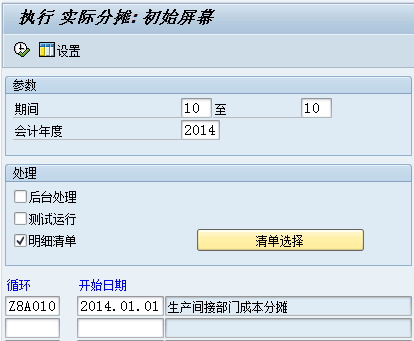 执行 实际分摊: 初始屏幕
设置
参数
期间 10 至 10
会计年度 2014
处理
后台处理
测试运行
明细清单 清单选择
循环 开始日期
Z8A010 2014.01.01 生产间接部门成本分摊